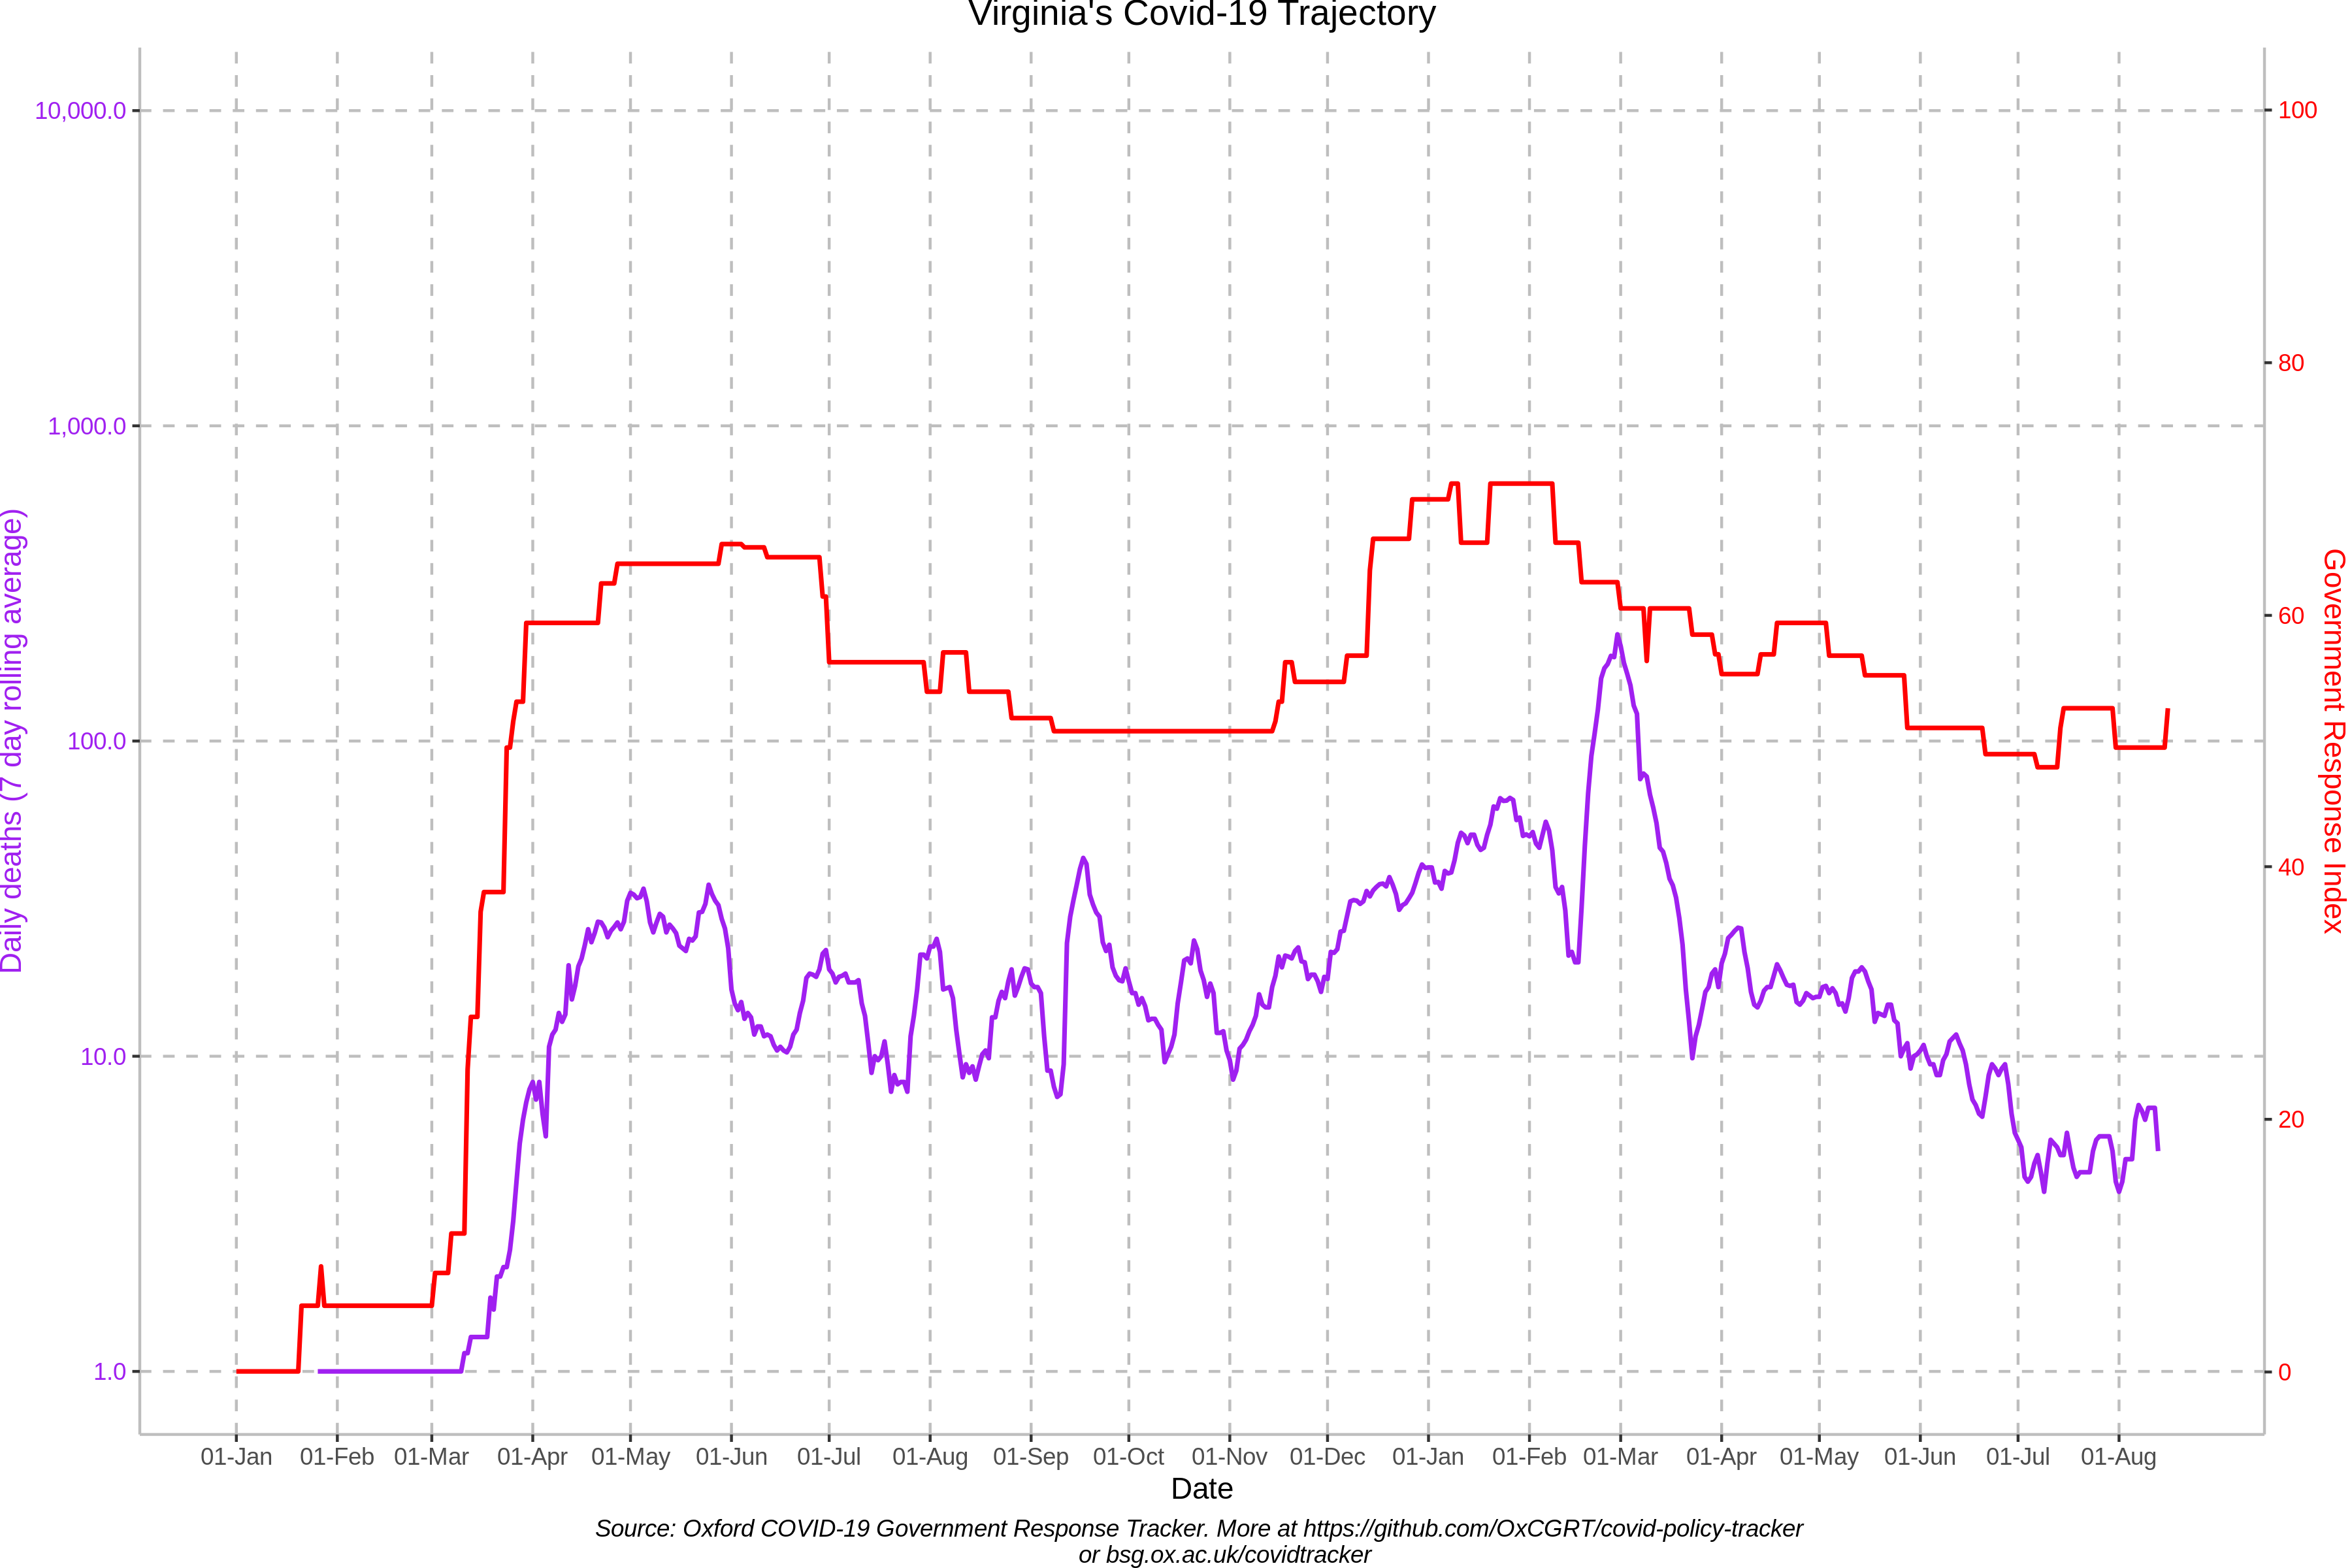 Virginia's Covid-19 Trajectory
10,000.0
1,000.0
100.0
10.0
1.0
Daily deaths (7 day rolling average)
100
80
60
40
20
0
Government Response Index
01-Jan 01-Feb 01-Mar 01-Apr 01-May 01-Jun 01-Jul 01-Aug 01-Sep 01-Oct 01-Nov 01-Dec 01-Jan 01-Feb 01-Mar 01-Apr 01-May 01-Jun 01-Jul 01-Aug
Date
Source: Oxford COVID-19 Government Response Tracker. More at https://github.com/OxCGRT/covid-policy-tracker
or bsg.ox.ac.uk/covidtracker